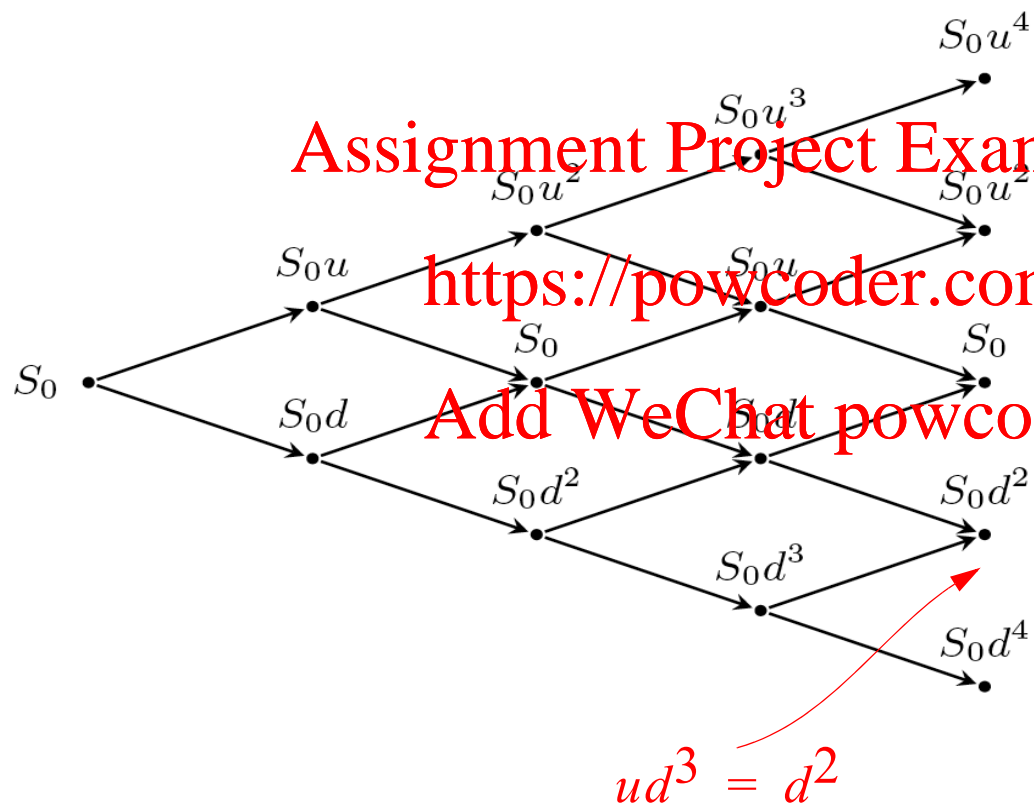 S₀u⁴
S₀u³
Assignment Project Exam
S₀u² S₀u²
S₀u S₀u
https://powcoder.com
S₀ S₀
S₀
S₀d S₀d
Add WeChat powco
S₀d² S₀d²
S₀d³
S₀d⁴
ud³ = d²